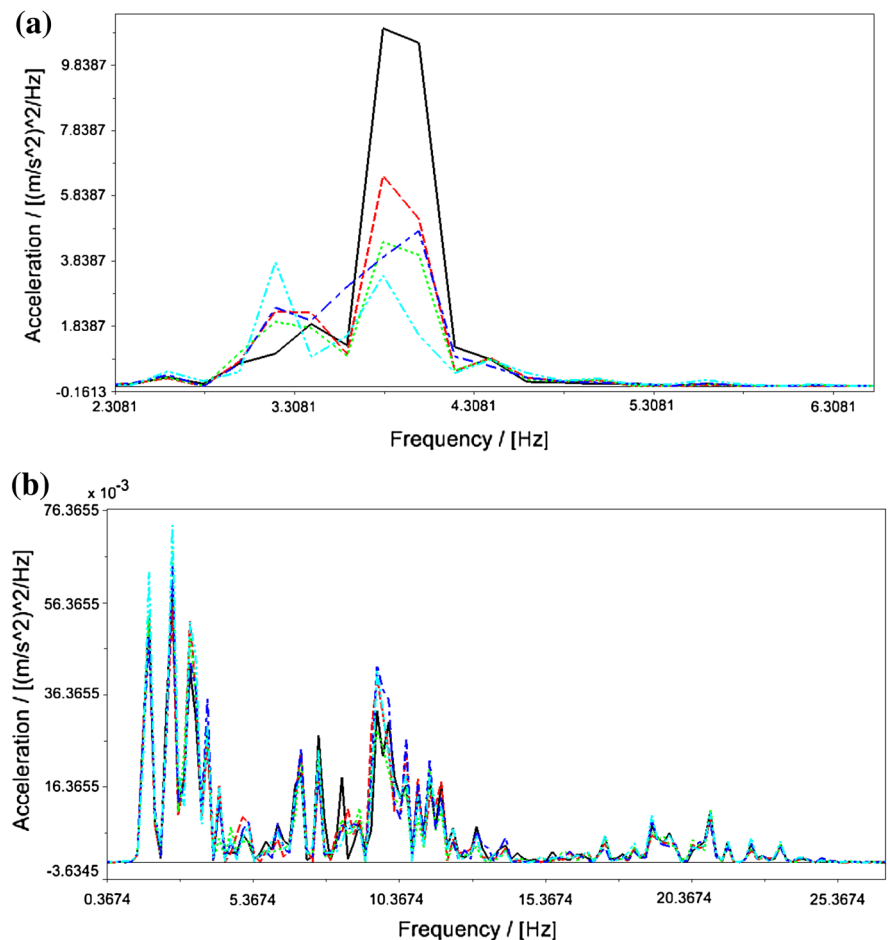 (a)
Acceleration / [(m/s^2)^2/Hz]
9.8387
7.8387
5.8387
3.8387
1.8387
-0.1613
2.3081 3.3081 4.3081 5.3081 6.3081
Frequency / [Hz]
(b)
x 10-3
Acceleration / [(m/s^2)^2/Hz]
76.3655
56.3655
36.3655
16.3655
-3.6345
0.3674 5.3674 10.3674 15.3674 20.3674 25.3674
Frequency / [Hz]